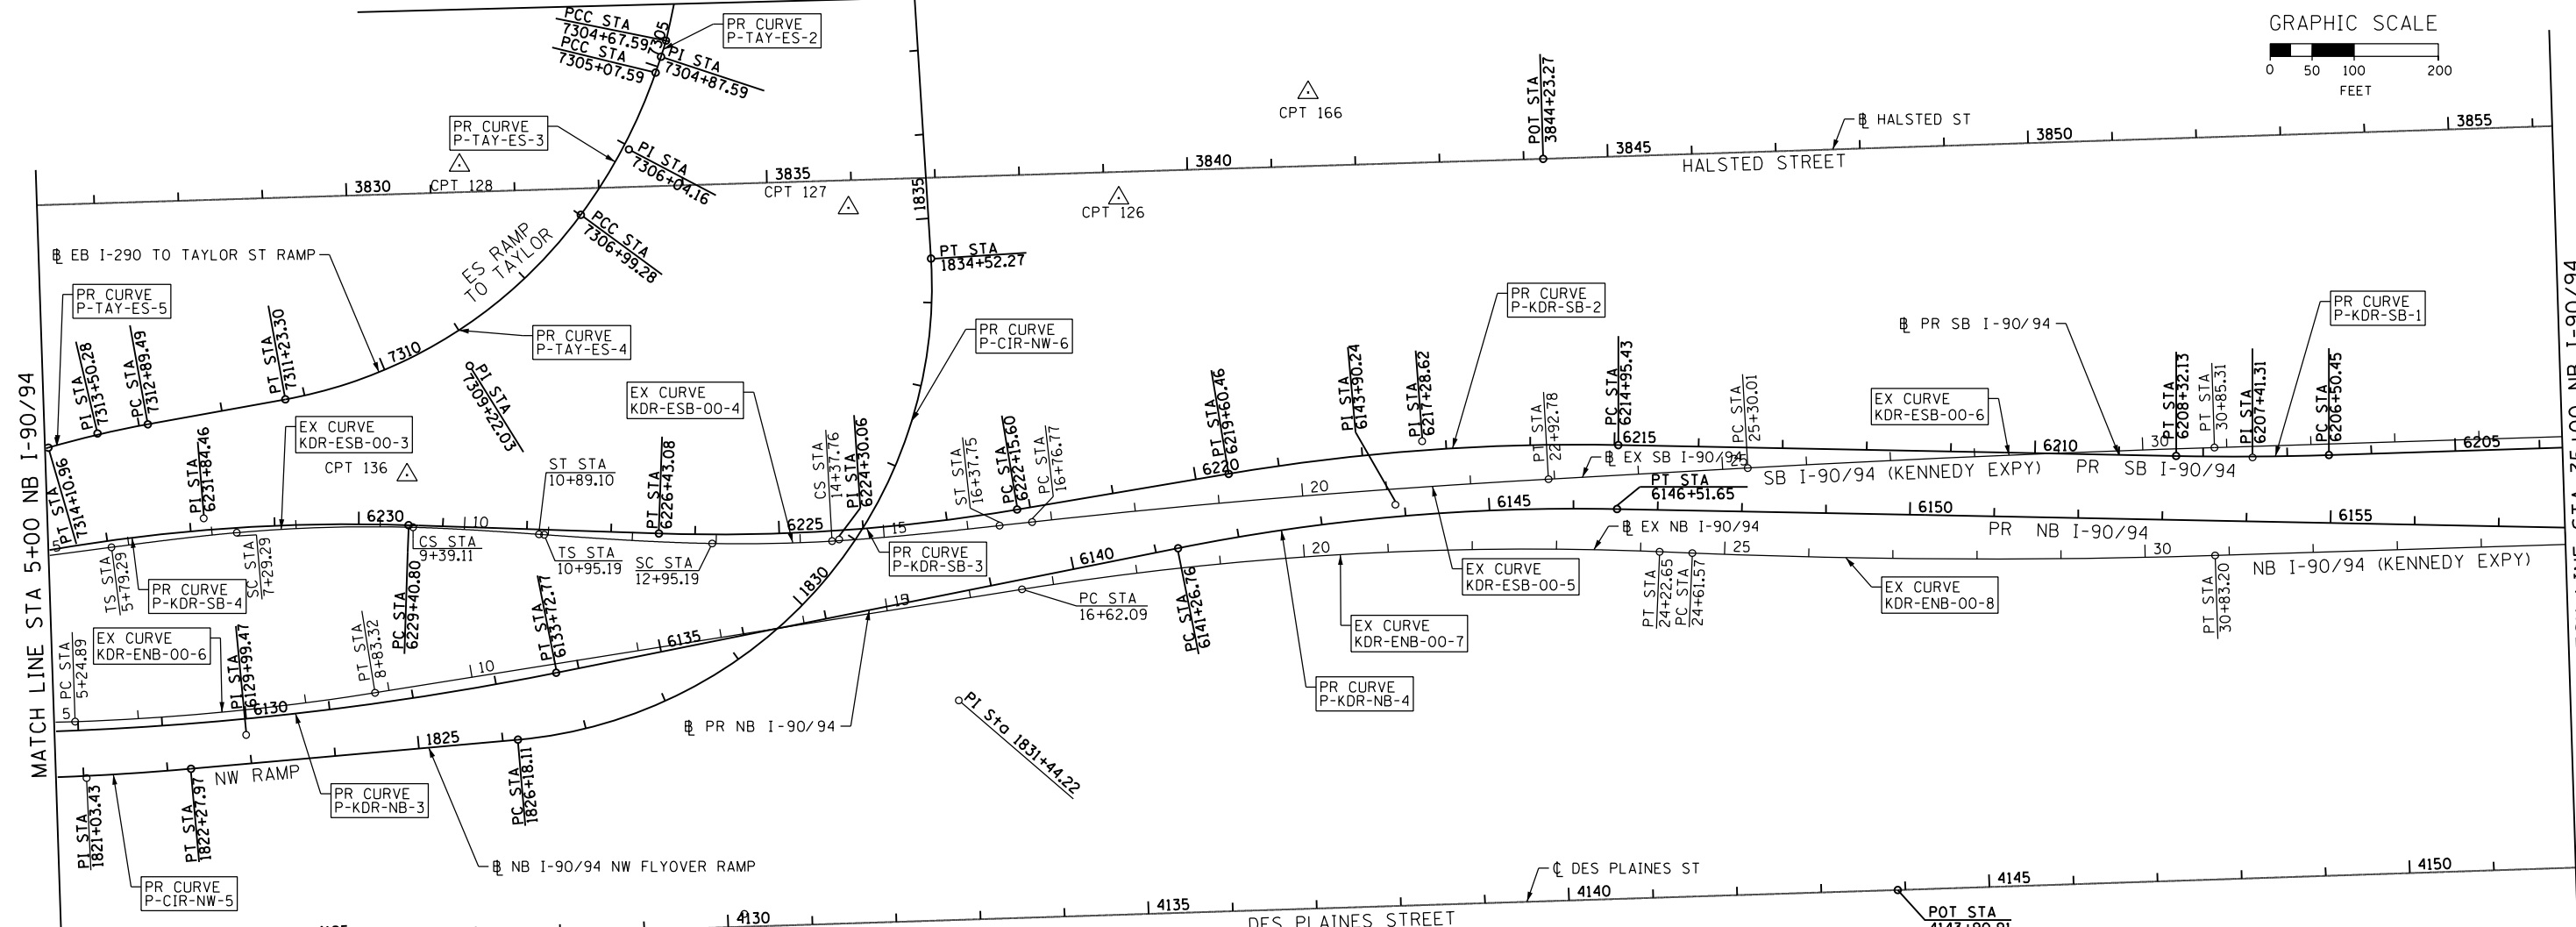 GRAPHIC SCALE
0 50 100 200
FEET
PCC STA
7304+67.59
PCC STA
7305+07.59
7305
PI STA
7304+87.59
PR CURVE
P-TAY-ES-2
PR CURVE
P-TAY-ES-3
PI STA
7306+04.16
PCC STA
7306+99.28
CPT 128
CPT 127
CPT 126
CPT 166
POT STA
3844+23.27
℄ HALSTED ST
HALSTED STREET
3830
3835
3840
3845
3850
3855
1835
PT STA
1834+52.27
ES RAMP
TO TAYLOR
℄ EB I-290 TO TAYLOR ST RAMP
PR CURVE
P-TAY-ES-5
PI STA
7313+50.28
PC STA
7312+89.49
PT STA
7311+23.30
7310
PR CURVE
P-TAY-ES-4
PI STA
7309+22.03
PT STA
7314+10.96
MATCH LINE STA 5+00 NB I-90/94
PI STA
6231+84.46
EX CURVE
KDR-ESB-00-3
CPT 136
6230
10
CS STA
9+39.11
ST STA
10+89.10
TS STA
10+95.19
PT STA
6226+43.08
SC STA
12+95.19
EX CURVE
KDR-ESB-00-4
6225
CS STA
14+37.76
PI STA
6224+30.06
15
PR CURVE
P-KDR-SB-3
PR CURVE
P-CIR-NW-6
ST STA
16+37.75
PC STA
6222+15.60
PC STA
16+76.77
PT STA
6219+60.46
6220
20
PI STA
6143+90.24
PI STA
6217+28.62
PR CURVE
P-KDR-SB-2
PT STA
22+92.78
PC STA
6214+95.43
6215
℄ EX SB I-90/94
25
PC STA
25+30.01
SB I-90/94 (KENNEDY EXPY)
PR SB I-90/94
EX CURVE
KDR-ESB-00-6
℄ PR SB I-90/94
6210
30
PT STA
6208+32.13
PT STA
30+85.31
PI STA
6207+41.31
PC STA
6206+50.45
PR CURVE
P-KDR-SB-1
6205
5
TS STA
5+79.29
PR CURVE
P-KDR-SB-4
SC STA
7+29.29
PC STA
6229+40.80
PC STA
5+24.89
5
EX CURVE
KDR-ENB-00-6
PI STA
6129+99.47
6130
PT STA
8+83.32
10
PT STA
6133+72.77
6135
1830
15
6140
PC STA
16+62.09
PC STA
6141+26.76
20
6145
EX CURVE
KDR-ESB-00-5
EX CURVE
KDR-ENB-00-7
PR CURVE
P-KDR-NB-4
PT STA
6146+51.65
℄ EX NB I-90/94
PT STA
24+22.65
PC STA
24+61.57
25
6150
PR NB I-90/94
EX CURVE
KDR-ENB-00-8
30
PT STA
30+83.20
6155
NB I-90/94 (KENNEDY EXPY)
℄ PR NB I-90/94
PI Sta 1831+44.22
1825
NW RAMP
PI STA
1821+03.43
PT STA
1822+27.97
PC STA
1826+18.11
PR CURVE
P-KDR-NB-3
PR CURVE
P-CIR-NW-5
℄ NB I-90/94 NW FLYOVER RAMP
℄ DES PLAINES ST
DES PLAINES STREET
4130
4135
4140
4145
4150
POT STA